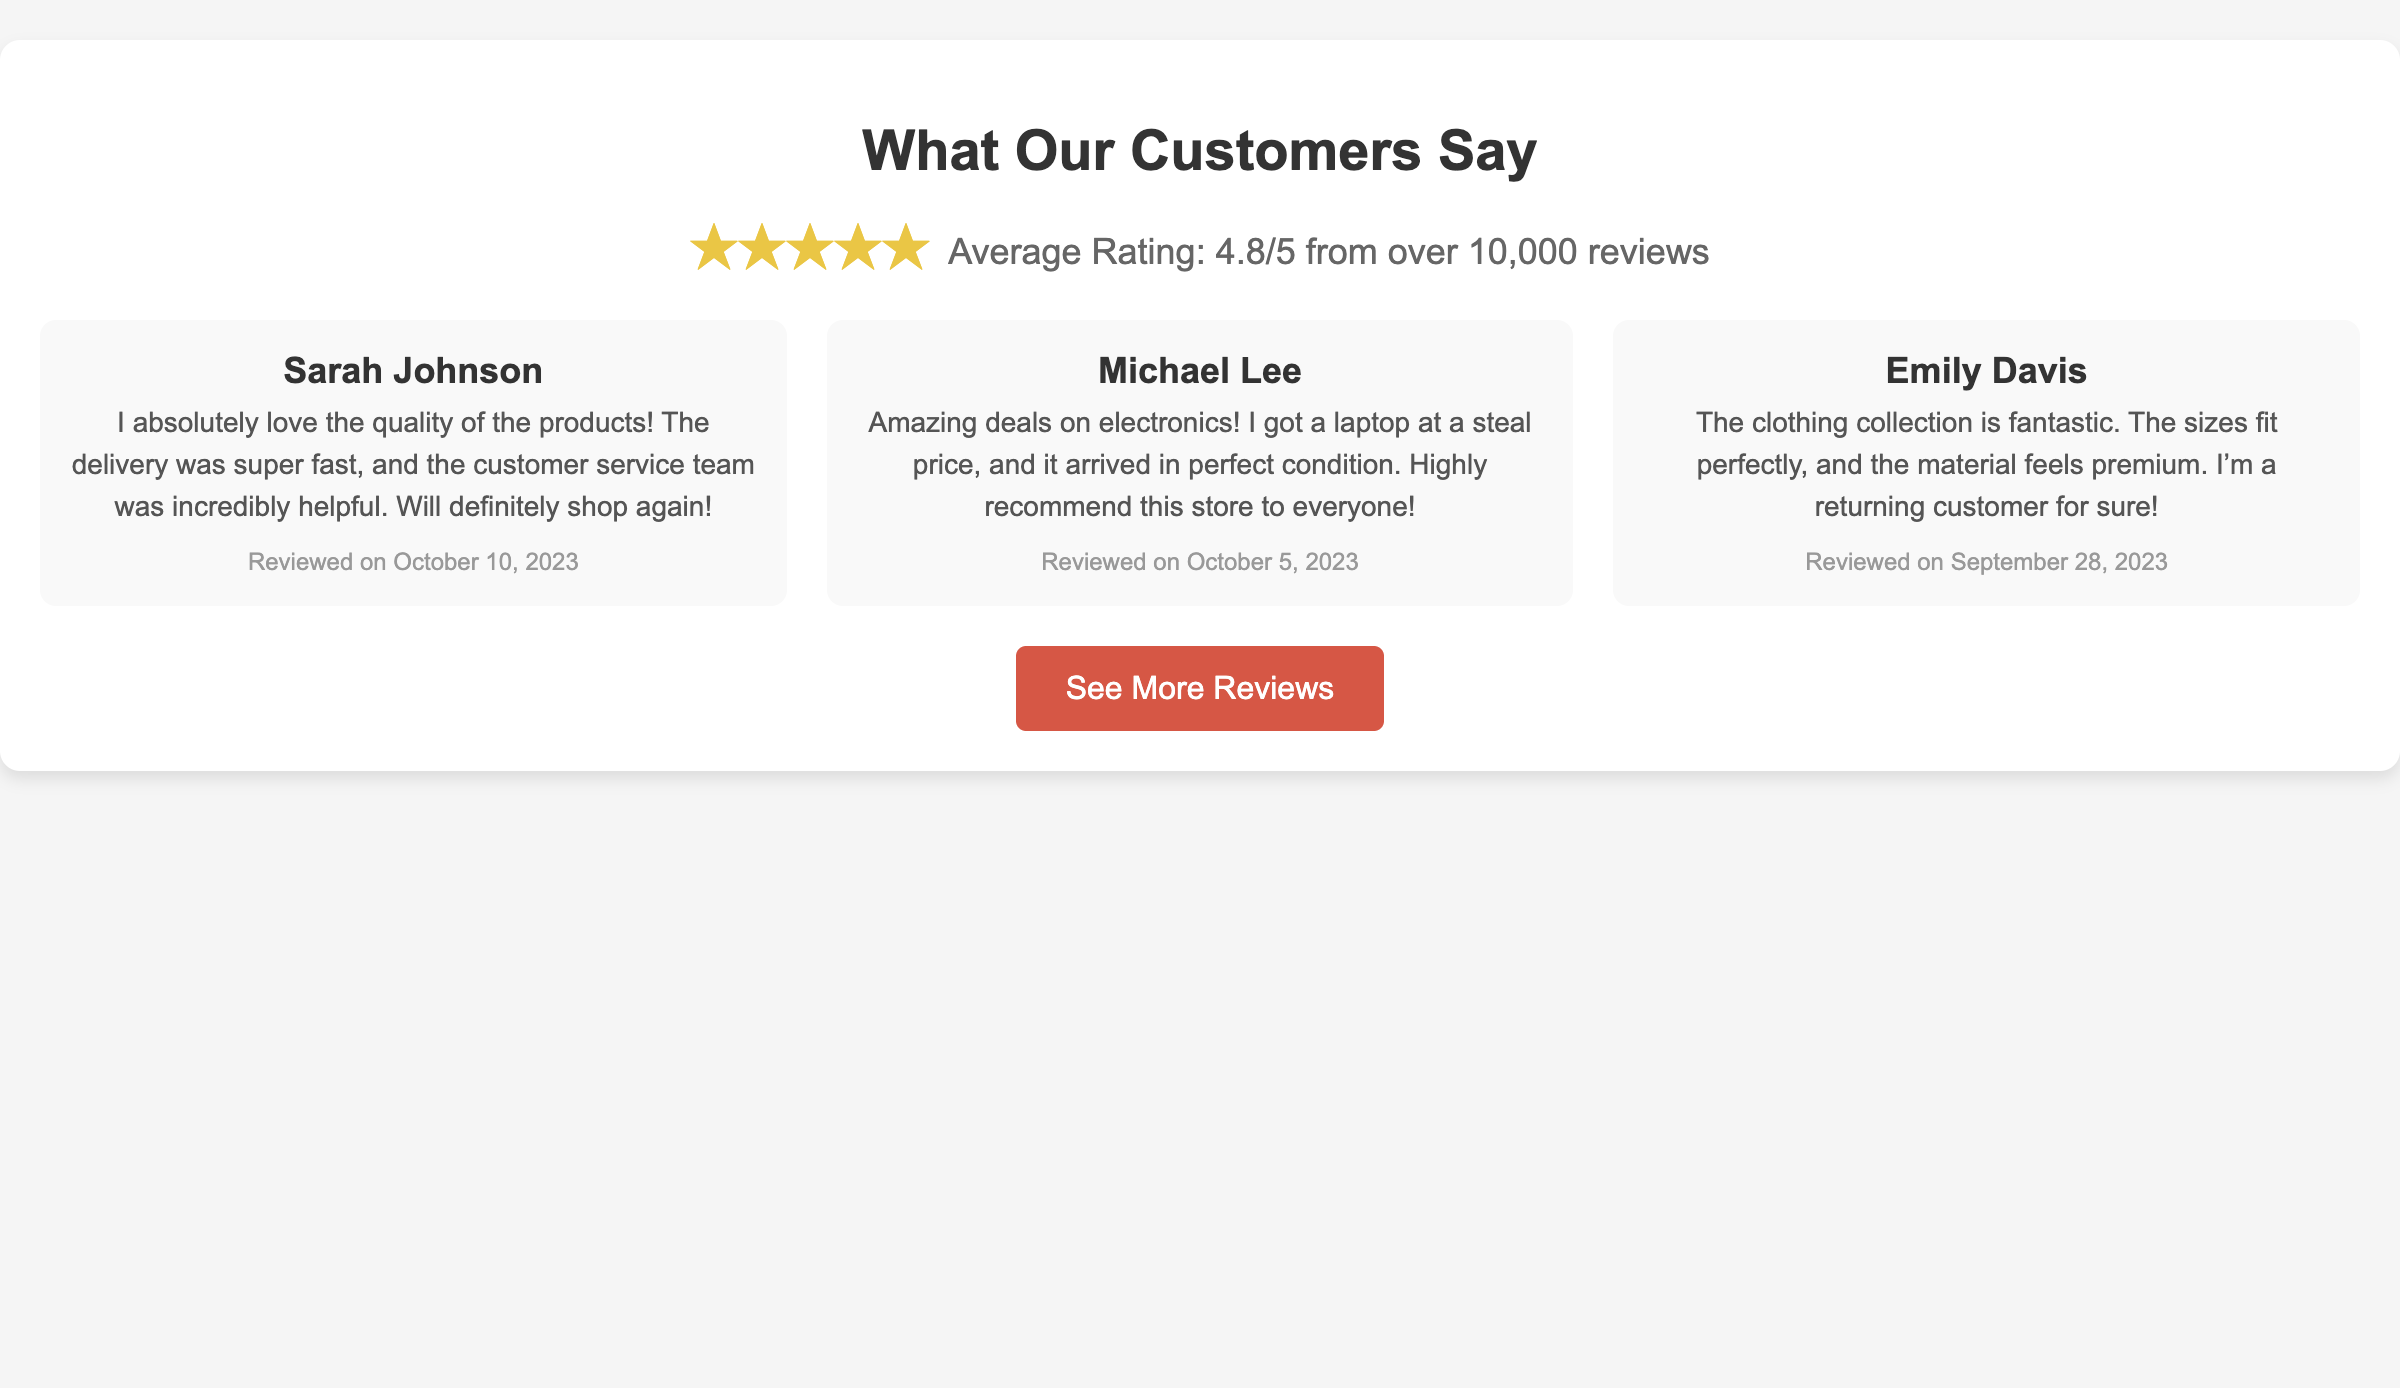 What Our Customers Say
★★★★★ Average Rating: 4.8/5 from over 10,000 reviews
Sarah Johnson
I absolutely love the quality of the products! The
delivery was super fast, and the customer service team
was incredibly helpful. Will definitely shop again!
Reviewed on October 10, 2023
Michael Lee
Amazing deals on electronics! I got a laptop at a steal
price, and it arrived in perfect condition. Highly
recommend this store to everyone!
Reviewed on October 5, 2023
Emily Davis
The clothing collection is fantastic. The sizes fit
perfectly, and the material feels premium. I’m a
returning customer for sure!
Reviewed on September 28, 2023
See More Reviews